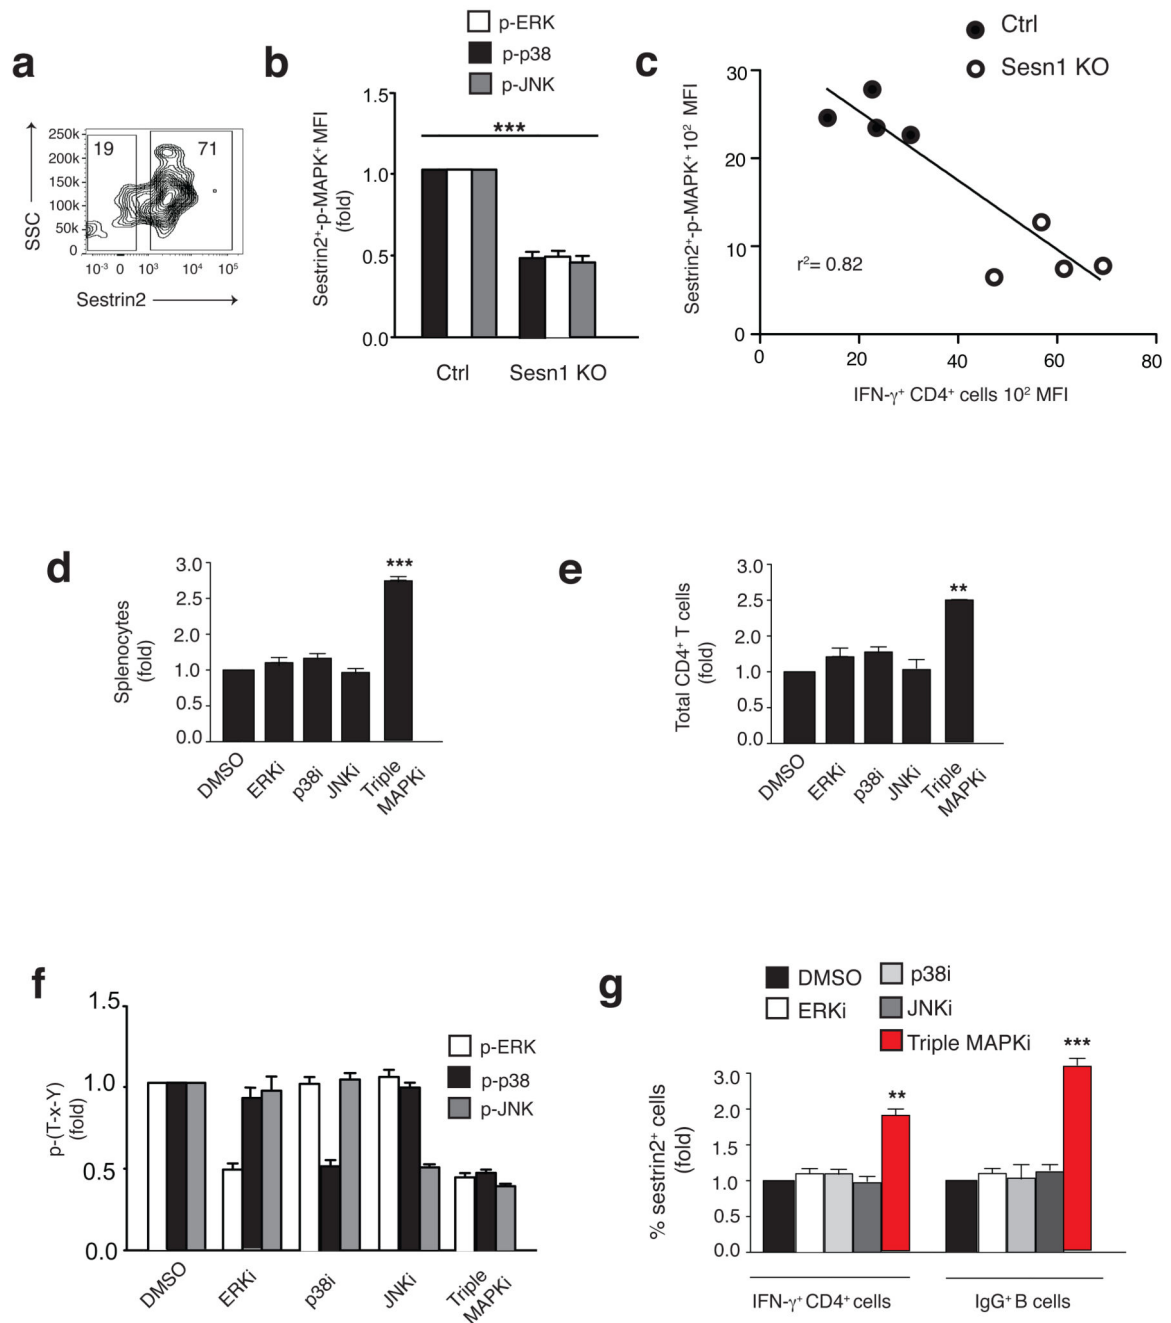 a
19
71
250k
200k
150k
100k
50k
0
SSC
10⁻³ 0 10³ 10⁴ 10⁵
Sestrin2
b
p-ERK
p-p38
p-JNK
Sestrin2⁺-p-MAPK⁺ MFI
(fold)
1.5
1.0
0.5
0.0
***
Ctrl Sesn1 KO
c
Ctrl
Sesn1 KO
Sestrin2⁺-p-MAPK⁺ 10² MFI
30
20
10
0
r²= 0.82
0 20 40 60 80
IFN-γ⁺ CD4⁺ cells 10² MFI
d
Splenocytes
(fold)
3.0
2.5
2.0
1.0
0.5
0.0
***
DMSO
ERKi
p38i
JNKi
Triple
MAPKi
e
Total CD4⁺ T cells
(fold)
3.0
2.5
2.0
1.0
0.5
0.0
**
DMSO
ERKi
p38i
JNKi
Triple
MAPKi
f
p-(T-x-Y)
(fold)
1.5
1.0
0.5
0.0
p-ERK
p-p38
p-JNK
DMSO
ERKi
p38i
JNKi
Triple
MAPKi
g
DMSO
ERKi
p38i
JNKi
Triple MAPKi
% sestrin2⁺ cells
(fold)
3.0
2.0
1.5
1.0
0.5
0.0
**
***
IFN-γ⁺ CD4⁺ cells
IgG⁺ B cells